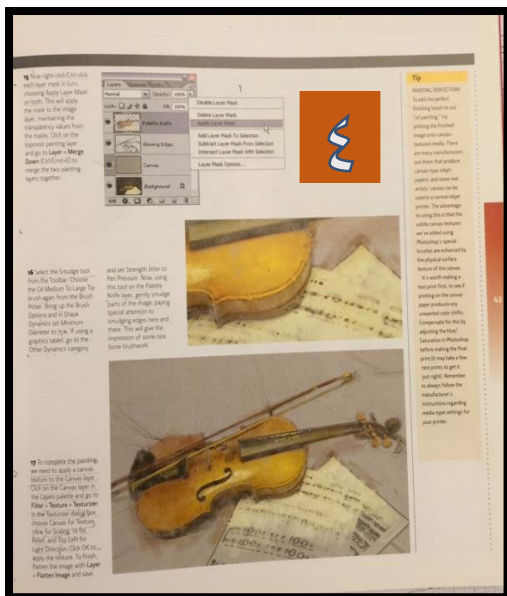 15 Now right-click/Ctrl-click
each layer mask in turn,
choosing Apply Layer Mask
on both. This will apply
the mask to the image
layer, maintaining the
transparency values from
the masks. Click on the
topmost painting layer
and go to Layer > Merge
Down (Ctrl/Cmd+E) to
merge the two painting
layers together.
Layers
Normal
Opacity: 100%
Lock:
Fill: 100%
Palette Knife
Glowing Edges
Canvas
Background
1
Disable Layer Mask
Delete Layer Mask
Apply Layer Mask
Add Layer Mask To Selection
Subtract Layer Mask From Selection
Intersect Layer Mask With Selection
Layer Mask Options...
٤
16 Select the Smudge tool
from the Toolbar. Choose
the Oil Medium To Large Tip
brush again from the Brush
Picker. Bring up the Brush
Options and in Shape
Dynamics set Minimum
Diameter to 75%. If using a
graphics tablet, go to the
Other Dynamics category
and set Strength Jitter to
Pen Pressure. Now, using
this tool on the Palette
Knife layer, gently smudge
parts of the image, paying
special attention to
smudging edges here and
there. This will give the
impression of some nice
loose brushwork.
17 To complete the painting,
we need to apply a canvas
texture to the Canvas layer.
Click on the Canvas layer in
the Layers palette and go to
Filter > Texture > Texturizer.
In the Texturizer dialog box,
choose Canvas for Texture,
for Scaling, 10 for
Relief, and Top Left for
Light Direction. Click OK to
apply the texture. To finish,
flatten the image with Layer
> Flatten Image and save.
Tip
PRINTING PERFECTION
To add the perfect
finishing touch to our
"oil painting," try
printing the finished
image onto canvas
textured media. There
are many manufacturers
out there that produce
canvas-type inkjet
papers, and some real
artists' canvas can be
used in a normal inkjet
printer. The advantage
to using this is that the
subtle canvas textures
we've added using
Photoshop's special
brushes are enhanced by
the physical surface
texture of the canvas.
It's worth making a
test print first, to see if
printing on the canvas
paper produces any
unwanted color shifts.
Compensate for this by
adjusting the Hue/
Saturation in Photoshop
before making the final
print (it may take a few
test prints to get it
just right). Remember
to always follow the
manufacturer's
instructions regarding
media-type settings for
your printer.
43